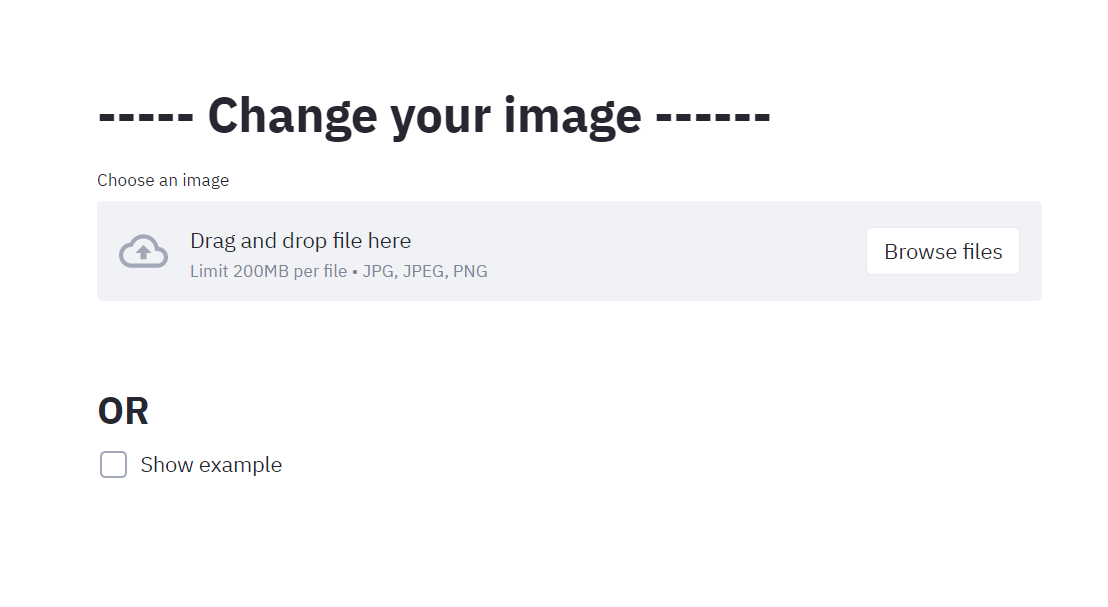 ----- Change your image ------
Choose an image
Drag and drop file here
Limit 200MB per file • JPG, JPEG, PNG
Browse files
OR
Show example